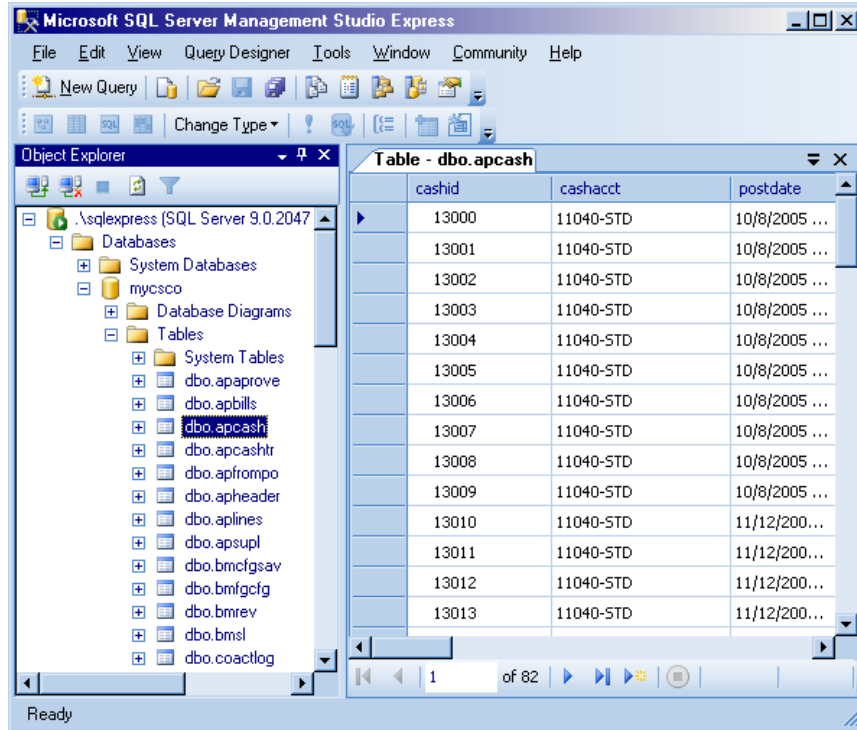 Microsoft SQL Server Management Studio Express
File Edit View Query Designer Tools Window Community Help
New Query
SQL Change Type SQL
Object Explorer
.\sqlexpress (SQL Server 9.0.2047
Databases
System Databases
mycsco
Database Diagrams
Tables
System Tables
dbo.apaprove
dbo.apbills
dbo.apcash
dbo.apcashtr
dbo.apfrompo
dbo.apheader
dbo.aplines
dbo.apsupl
dbo.bmcfgsav
dbo.bmfgcfg
dbo.bmrev
dbo.bmsl
dbo.coactlog
Table - dbo.apcash
cashid cashacct postdate
13000 11040-STD 10/8/2005 ...
13001 11040-STD 10/8/2005 ...
13002 11040-STD 10/8/2005 ...
13003 11040-STD 10/8/2005 ...
13004 11040-STD 10/8/2005 ...
13005 11040-STD 10/8/2005 ...
13006 11040-STD 10/8/2005 ...
13007 11040-STD 10/8/2005 ...
13008 11040-STD 10/8/2005 ...
13009 11040-STD 10/8/2005 ...
13010 11040-STD 11/12/200...
13011 11040-STD 11/12/200...
13012 11040-STD 11/12/200...
13013 11040-STD 11/12/200...
1 of 82
Ready